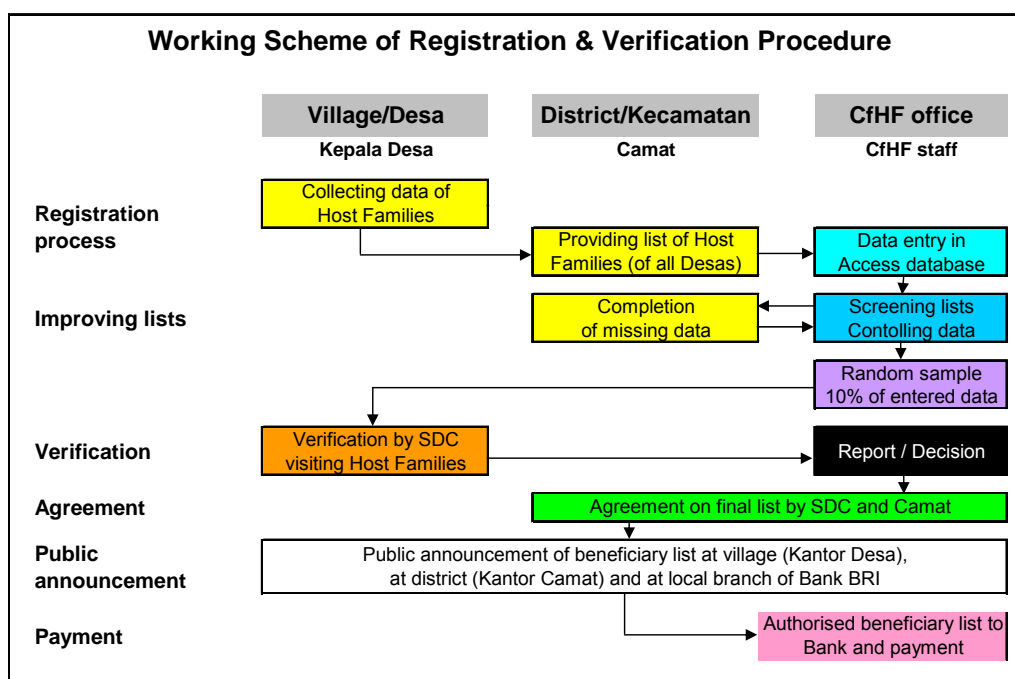 Working Scheme of Registration & Verification Procedure
Village/Desa
District/Kecamatan
CfHF office
Kepala Desa
Camat
CfHF staff
Registration
process
Collecting data of
Host Families
Providing list of Host
Families (of all Desas)
Data entry in
Access database
Improving lists
Completion
of missing data
Screening lists
Contolling data
Random sample
10% of entered data
Verification
Verification by SDC
visiting Host Families
Report / Decision
Agreement
Agreement on final list by SDC and Camat
Public
announcement
Public announcement of beneficiary list at village (Kantor Desa),
at district (Kantor Camat) and at local branch of Bank BRI
Payment
Authorised beneficiary list to
Bank and payment